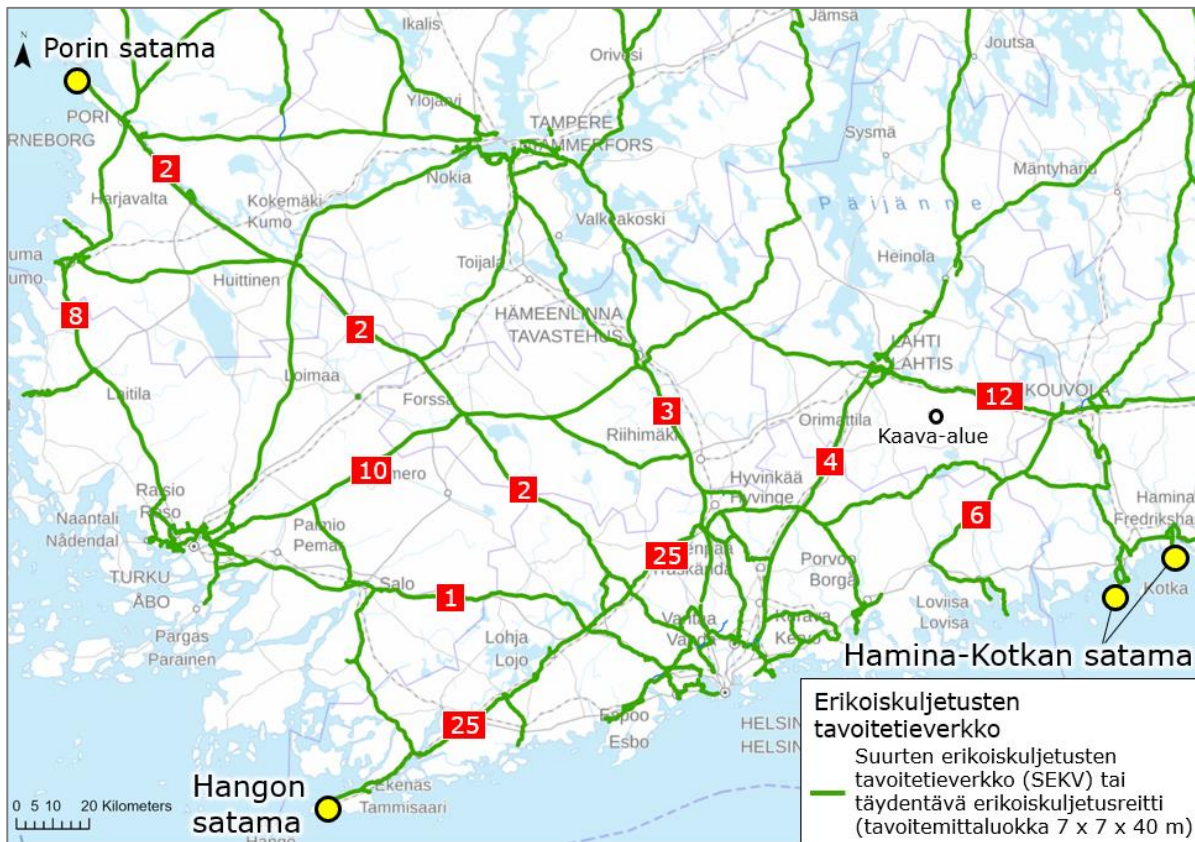 Jämsä
Ikalis
N
Porin satama
Orivesi
Joutsa
Ylöjärvi
PORI
RNEBORG
TAMPERE
TAMMERFORS
Sysmä
2
Nokia
Mäntyharju
Harjavalta
Kokemäki
Kumo
Valkeakoski
Päijänne
Heinola
Toijala
Huittinen
8
2
HÄMEENLINNA
TAVASTEHUS
LAHTI
LAHTIS
Loimaa
Laitila
Forssa
12
KOUVOLA
3
Orimattila
Kaava-alue
Riihimäki
4
10
2
Hyvinkää
Hyvinge
6
Hamina
Fredriksha
Raisio
Reso
Naantali
Nådendal
Paimio
Pemar
25
Porvoo
Borgå
TURKU
ÅBO
Salo
1
Loviisa
Lovisa
Kotka
Pargas
Parainen
Lohja
Lojo
Vantaa
Vanda
Kerava
Kervo
Hamina-Kotkan satama
25
Espoo
Esbo
HELSIN
HELSIN
Hangon
satama
Ekenäs
Tammisaari
Hango
0 5 10 20 Kilometers
Erikoiskuljetusten
tavoitetieverkko
Suurten erikoiskuljetusten
tavoitetieverkko (SEKV) tai
täydentävä erikoiskuljetusreitti
(tavoitemittaluokka 7 x 7 x 40 m)